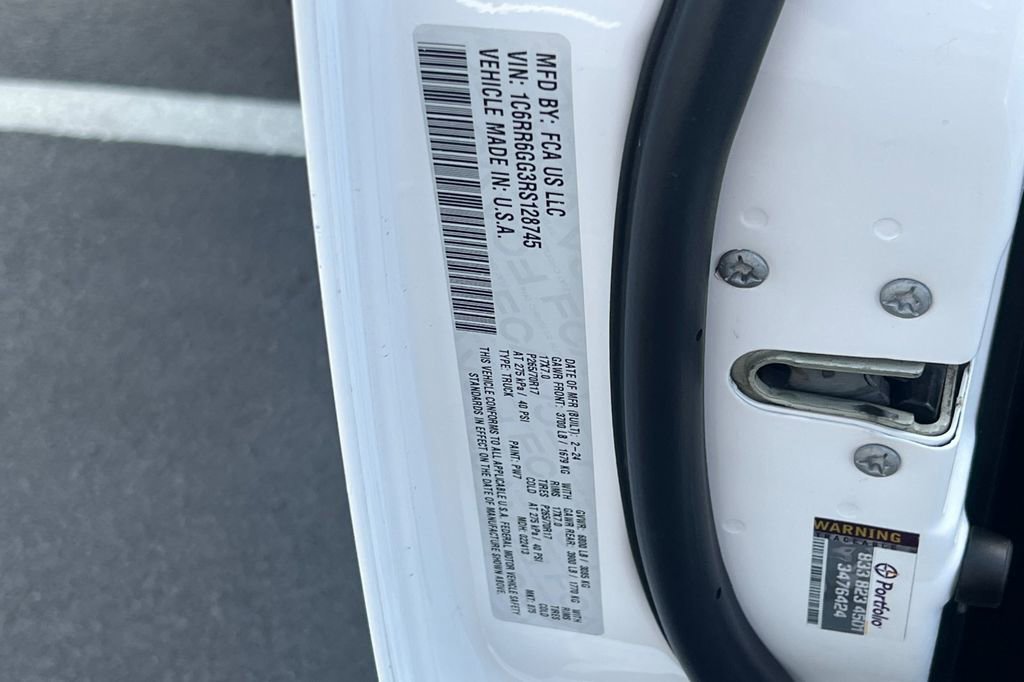 MFD BY: FCA US LLC
VIN: 1C6RR6GG3RS128745
VEHICLE MADE IN: U.S.A.
DATE OF MFR (BUILT): 2-24 GVWR: 6800 LB / 3085 KG
GAWR FRONT: 3700 LB / 1679 KG WITH GAWR REAR: 3900 LB / 1770 KG WITH
17X7.0 RIMS 17X7.0 RIMS
P265/70R17 TIRES P265/70R17 TIRES
AT 275 kPa / 40 PSI COLD AT 275 kPa / 40 PSI COLD
TYPE: TRUCK PAINT: PW7 MDH: 022413 MKT: 875
THIS VEHICLE CONFORMS TO ALL APPLICABLE U.S.A. FEDERAL MOTOR VEHICLE SAFETY
STANDARDS IN EFFECT ON THE DATE OF MANUFACTURE SHOWN ABOVE.
WARNING
TRACEABLE
Portfolio
833 823 4501
Y 3476424